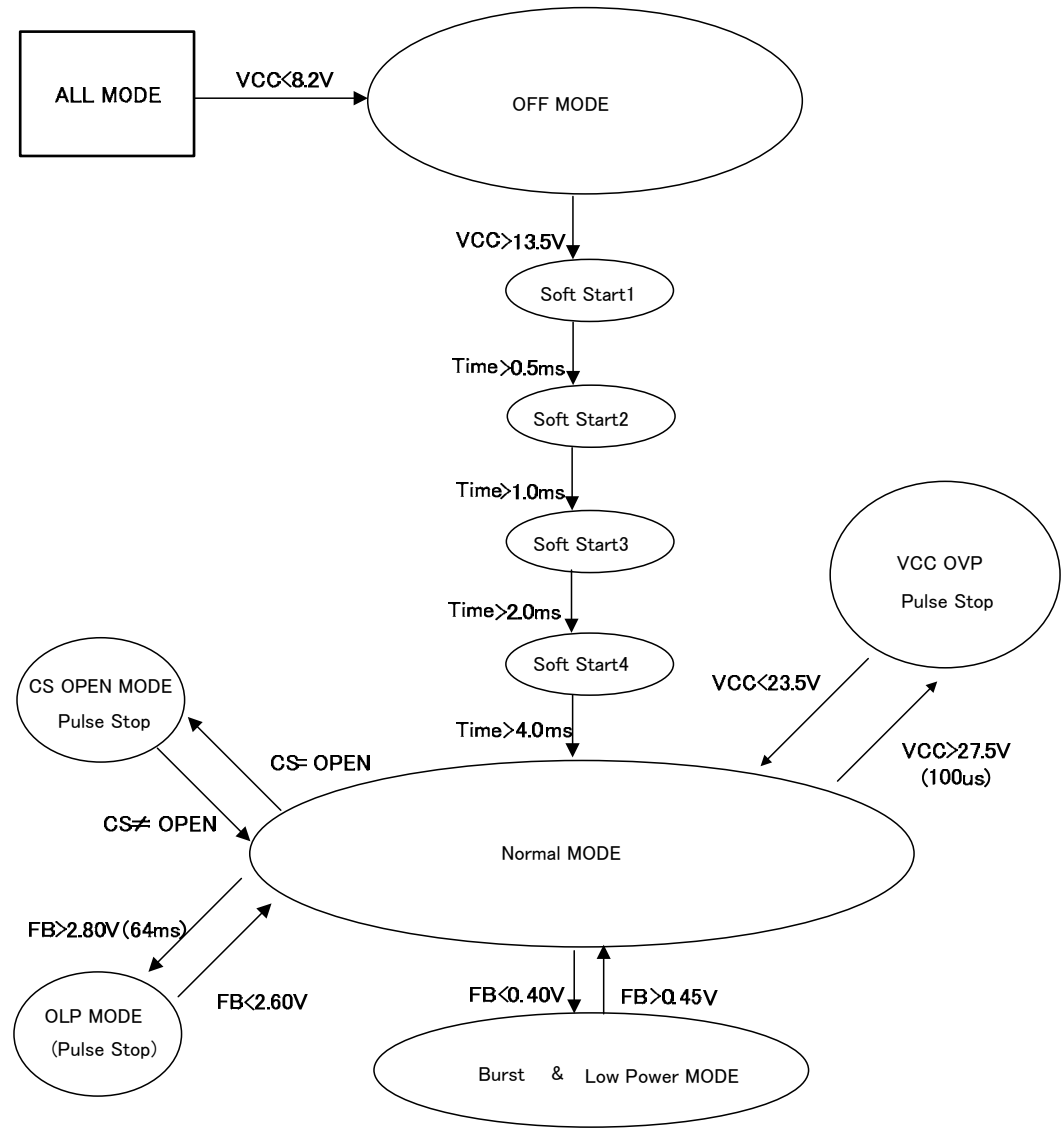 ALL MODE
VCC<8.2V
OFF MODE
VCC>13.5V
Soft Start1
Time>0.5ms
Soft Start2
Time>1.0ms
Soft Start3
Time>2.0ms
Soft Start4
Time>4.0ms
VCC OVP
Pulse Stop
VCC<23.5V
VCC>27.5V
(100us)
CS OPEN MODE
Pulse Stop
CS= OPEN
CS≠ OPEN
Normal MODE
FB>2.80V(64ms)
FB<2.60V
OLP MODE
(Pulse Stop)
FB<0.40V
FB>0.45V
Burst & Low Power MODE